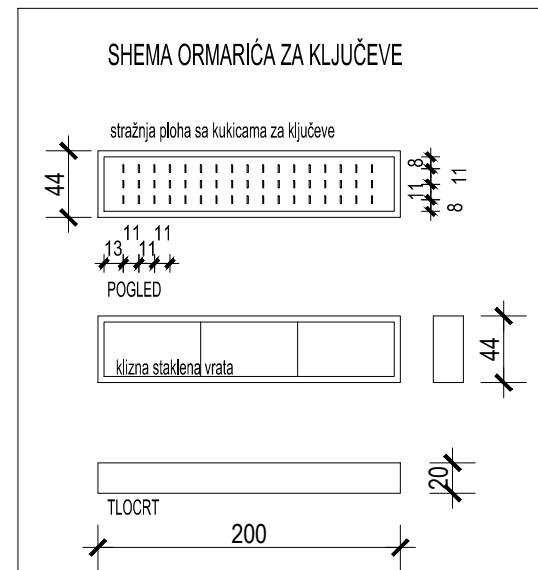 SHEMA ORMARIĆA ZA KLJUČEVE
stražnja ploha sa kukicama za ključeve
44
8
11
11
8
11
11
13
11
POGLED
klizna staklena vrata
44
20
TLOCRT
200